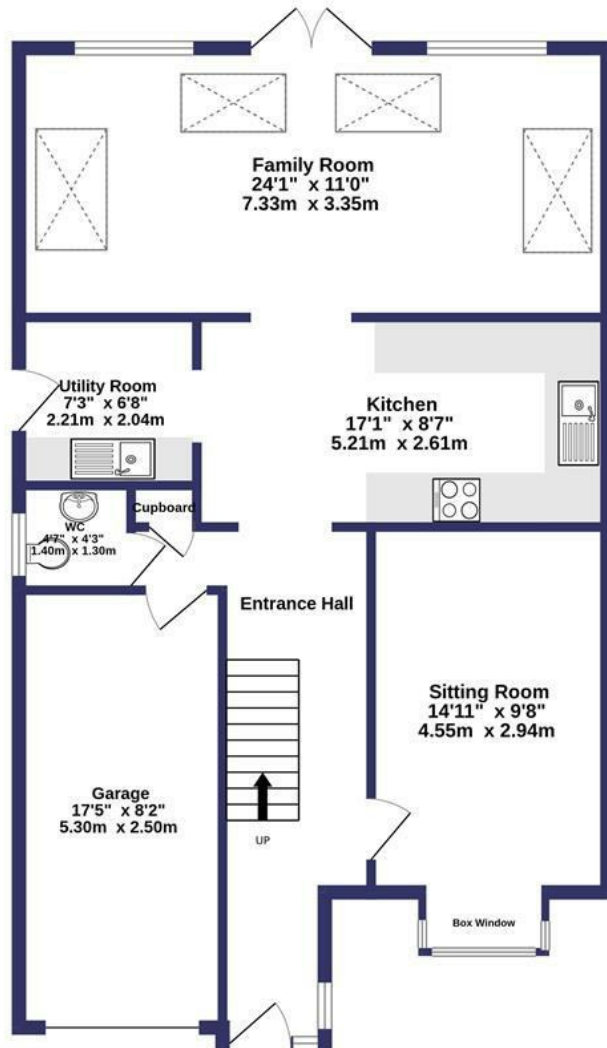 Family Room
24'1" x 11'0"
7.33m x 3.35m
Utility Room
7'3" x 6'8"
2.21m x 2.04m
Kitchen
17'1" x 8'7"
5.21m x 2.61m
Cupboard
WC
4'7" x 4'3"
1.40m x 1.30m
Entrance Hall
Sitting Room
14'11" x 9'8"
4.55m x 2.94m
Garage
17'5" x 8'2"
5.30m x 2.50m
UP
Box Window